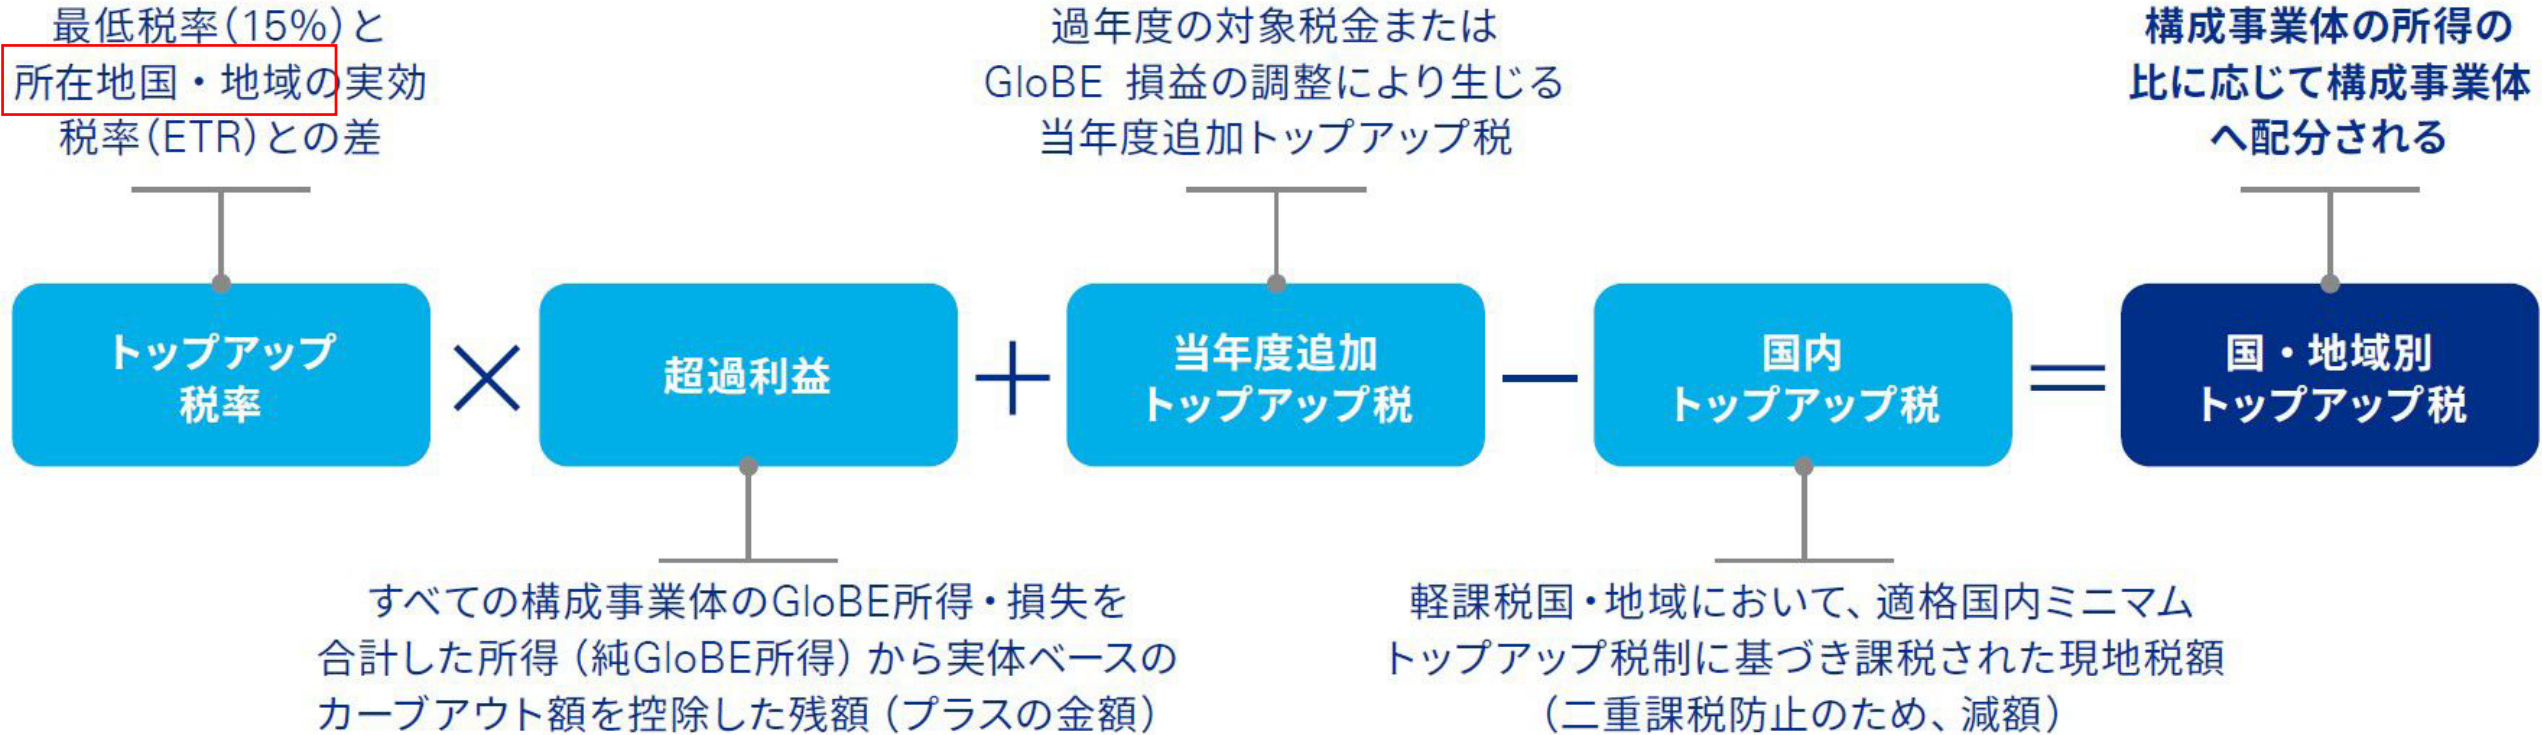 最低税率(15%)と
所在地国・地域の実効
税率(ETR)との差
過年度の対象税金または
GloBE 損益の調整により生じる
当年度追加トップアップ税
構成事業体の所得の
比に応じて構成事業体
へ配分される
トップアップ
税率
×
超過利益
+
当年度追加
トップアップ税
−
国内
トップアップ税
=
国・地域別
トップアップ税
すべての構成事業体のGloBE所得・損失を
合計した所得(純GloBE所得)から実体ベースの
カーブアウト額を控除した残額(プラスの金額)
軽課税国・地域において、適格国内ミニマム
トップアップ税制に基づき課税された現地税額
(二重課税防止のため、減額)